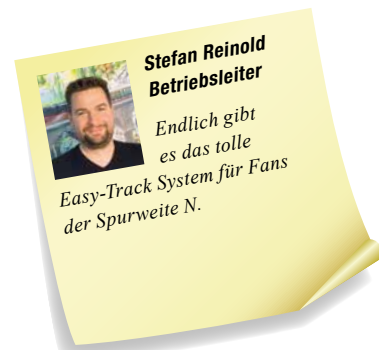 Stefan Reinold
Betriebsleiter
Endlich gibt
es das tolle
Easy-Track System für Fans
der Spurweite N.